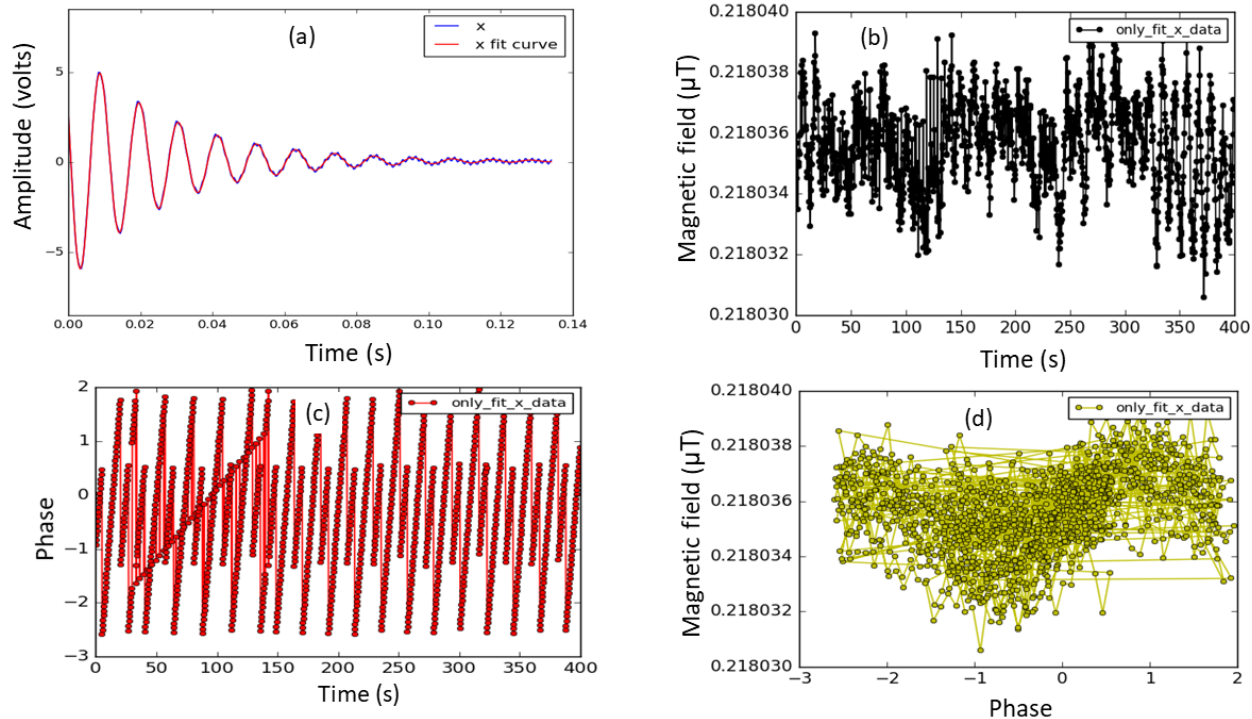 (a)
x
x fit curve
Amplitude (volts)
5
0
−5
0.00 0.02 0.04 0.06 0.08 0.10 0.12 0.14
Time (s)
(b)
only_fit_x_data
Magnetic field (μT)
0.218040
0.218038
0.218036
0.218034
0.218032
0.218030
0 50 100 150 200 250 300 350 400
Time (s)
(c)
only_fit_x_data
Phase
2
1
0
−1
−2
−3
0 50 100 150 200 250 300 350 400
Time (s)
(d)
only_fit_x_data
Magnetic field (μT)
0.218040
0.218038
0.218036
0.218034
0.218032
0.218030
−3 −2 −1 0 1 2
Phase